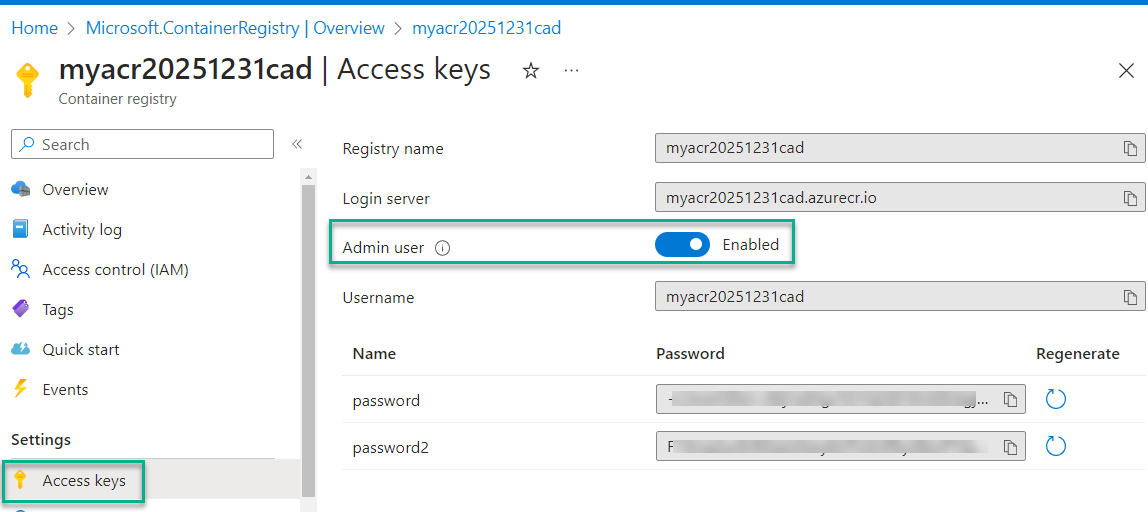 Home > Microsoft.ContainerRegistry | Overview > myacr20251231cad
myacr20251231cad | Access keys
Container registry
Search
Overview
Activity log
Access control (IAM)
Tags
Quick start
Events
Settings
Access keys
Registry name myacr20251231cad
Login server myacr20251231cad.azurecr.io
Admin user Enabled
Username myacr20251231cad
Name Password Regenerate
password
password2